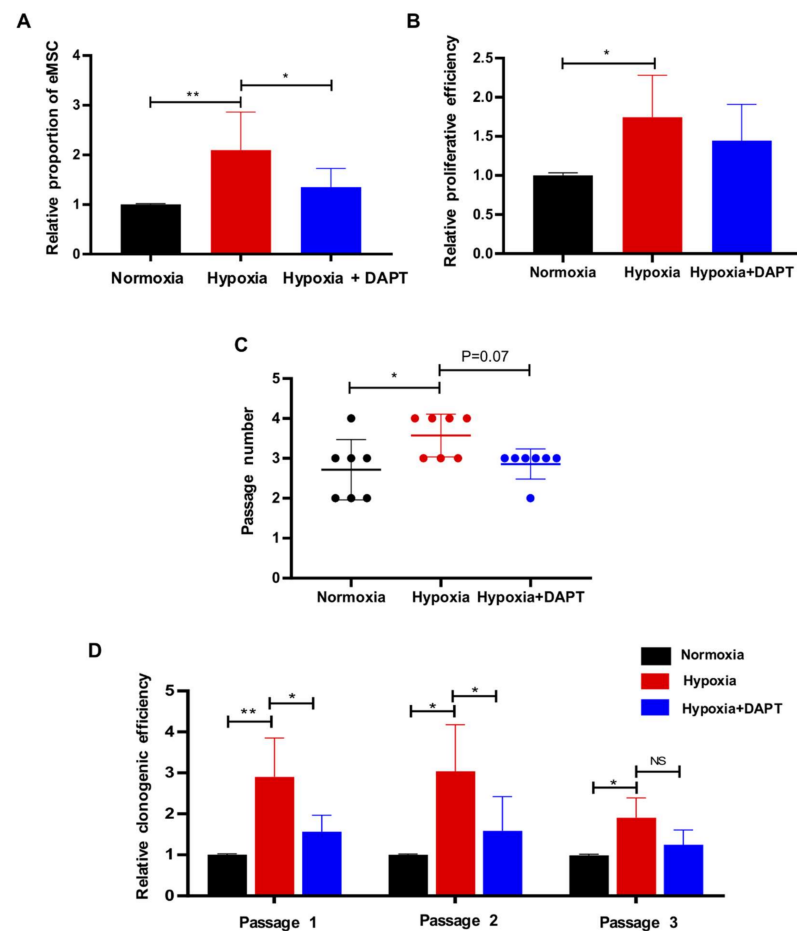 A
Relative proportion of eMSC
4
3
2
1
0
**
*
Normoxia Hypoxia Hypoxia + DAPT
B
Relative proliferative efficiency
2.5
2.0
1.5
1.0
0.5
0.0
*
Normoxia Hypoxia Hypoxia+DAPT
C
Passage number
5
4
3
2
1
0
*
P=0.07
Normoxia Hypoxia Hypoxia+DAPT
D
Normoxia
Hypoxia
Hypoxia+DAPT
Relative clonogenic efficiency
5
4
3
2
1
0
** *
* *
* NS
Passage 1 Passage 2 Passage 3